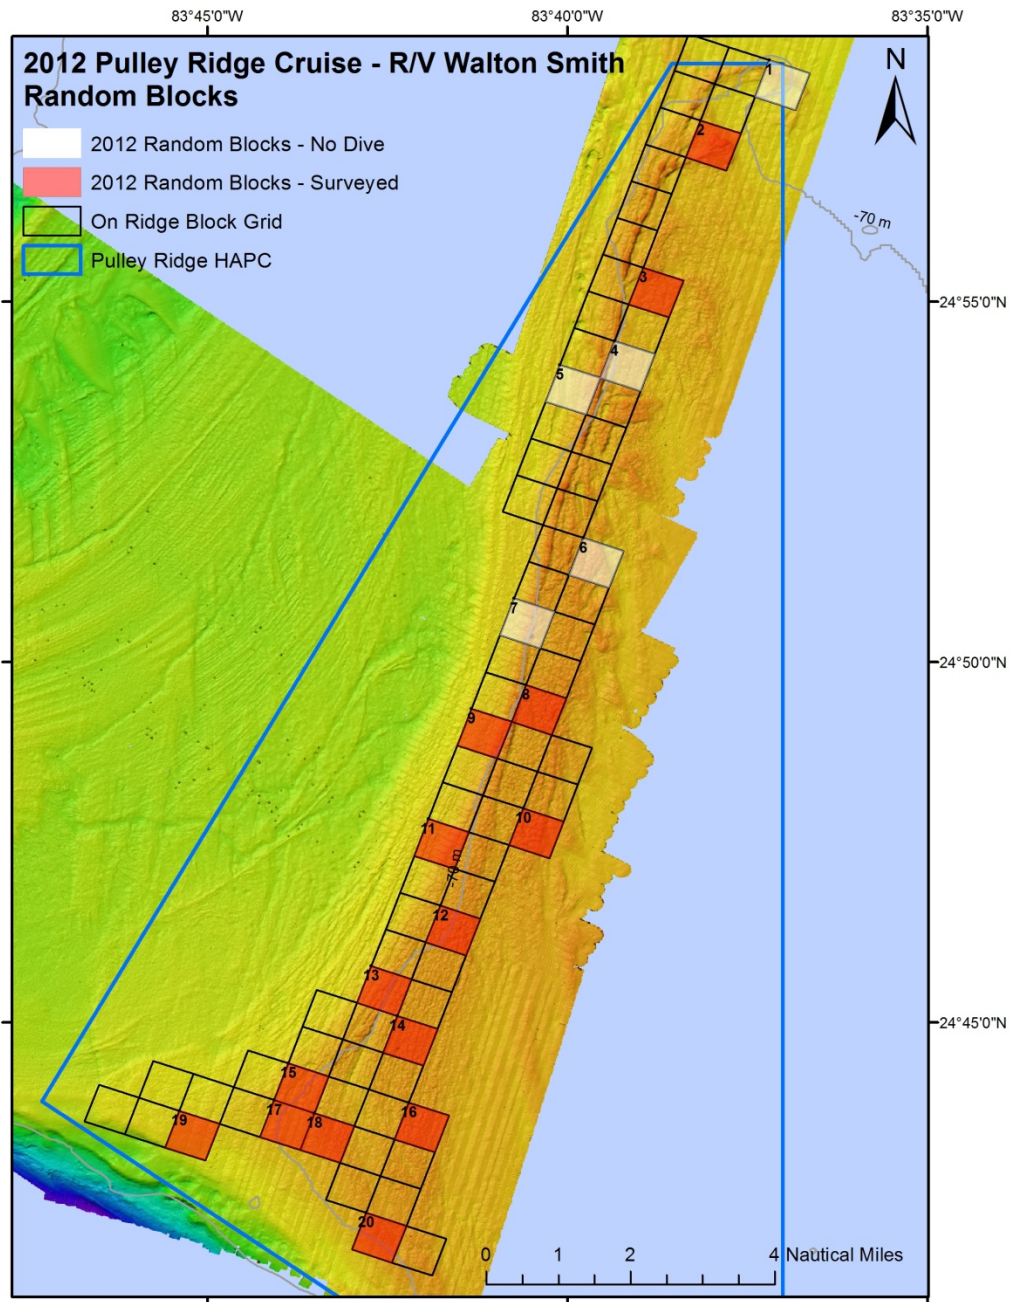 83°45'0"W
83°40'0"W
83°35'0"W
2012 Pulley Ridge Cruise - R/V Walton Smith
Random Blocks
N
2012 Random Blocks - No Dive
2012 Random Blocks - Surveyed
On Ridge Block Grid
Pulley Ridge HAPC
1
2
-70 m
3
24°55'0"N
4
5
6
7
24°50'0"N
8
9
10
11
-70 m
12
13
14
24°45'0"N
15
16
17
18
19
20
0 1 2 4 Nautical Miles